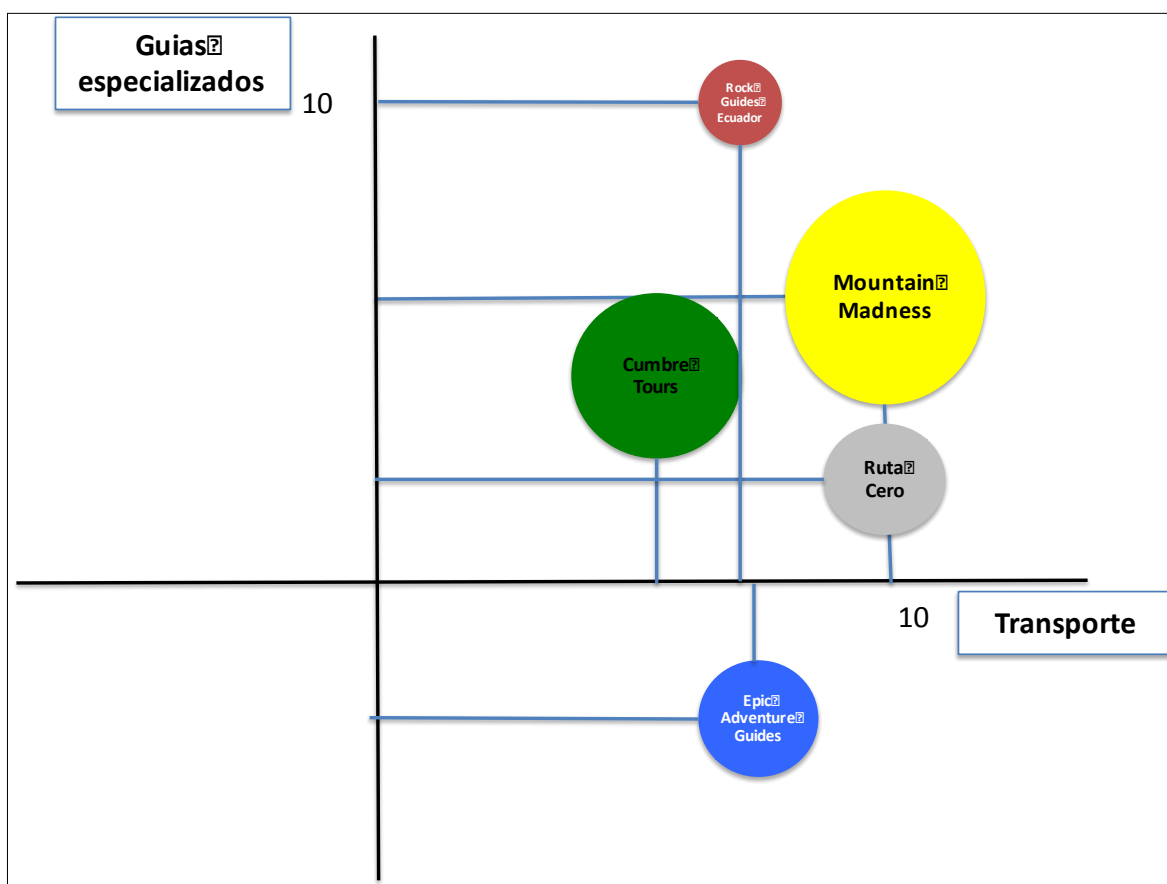 Guias
especializados
10
Rock
Guides
Ecuador
Mountain
Madness
Cumbre
Tours
Ruta
Cero
10
Transporte
Epic
Adventure
Guides